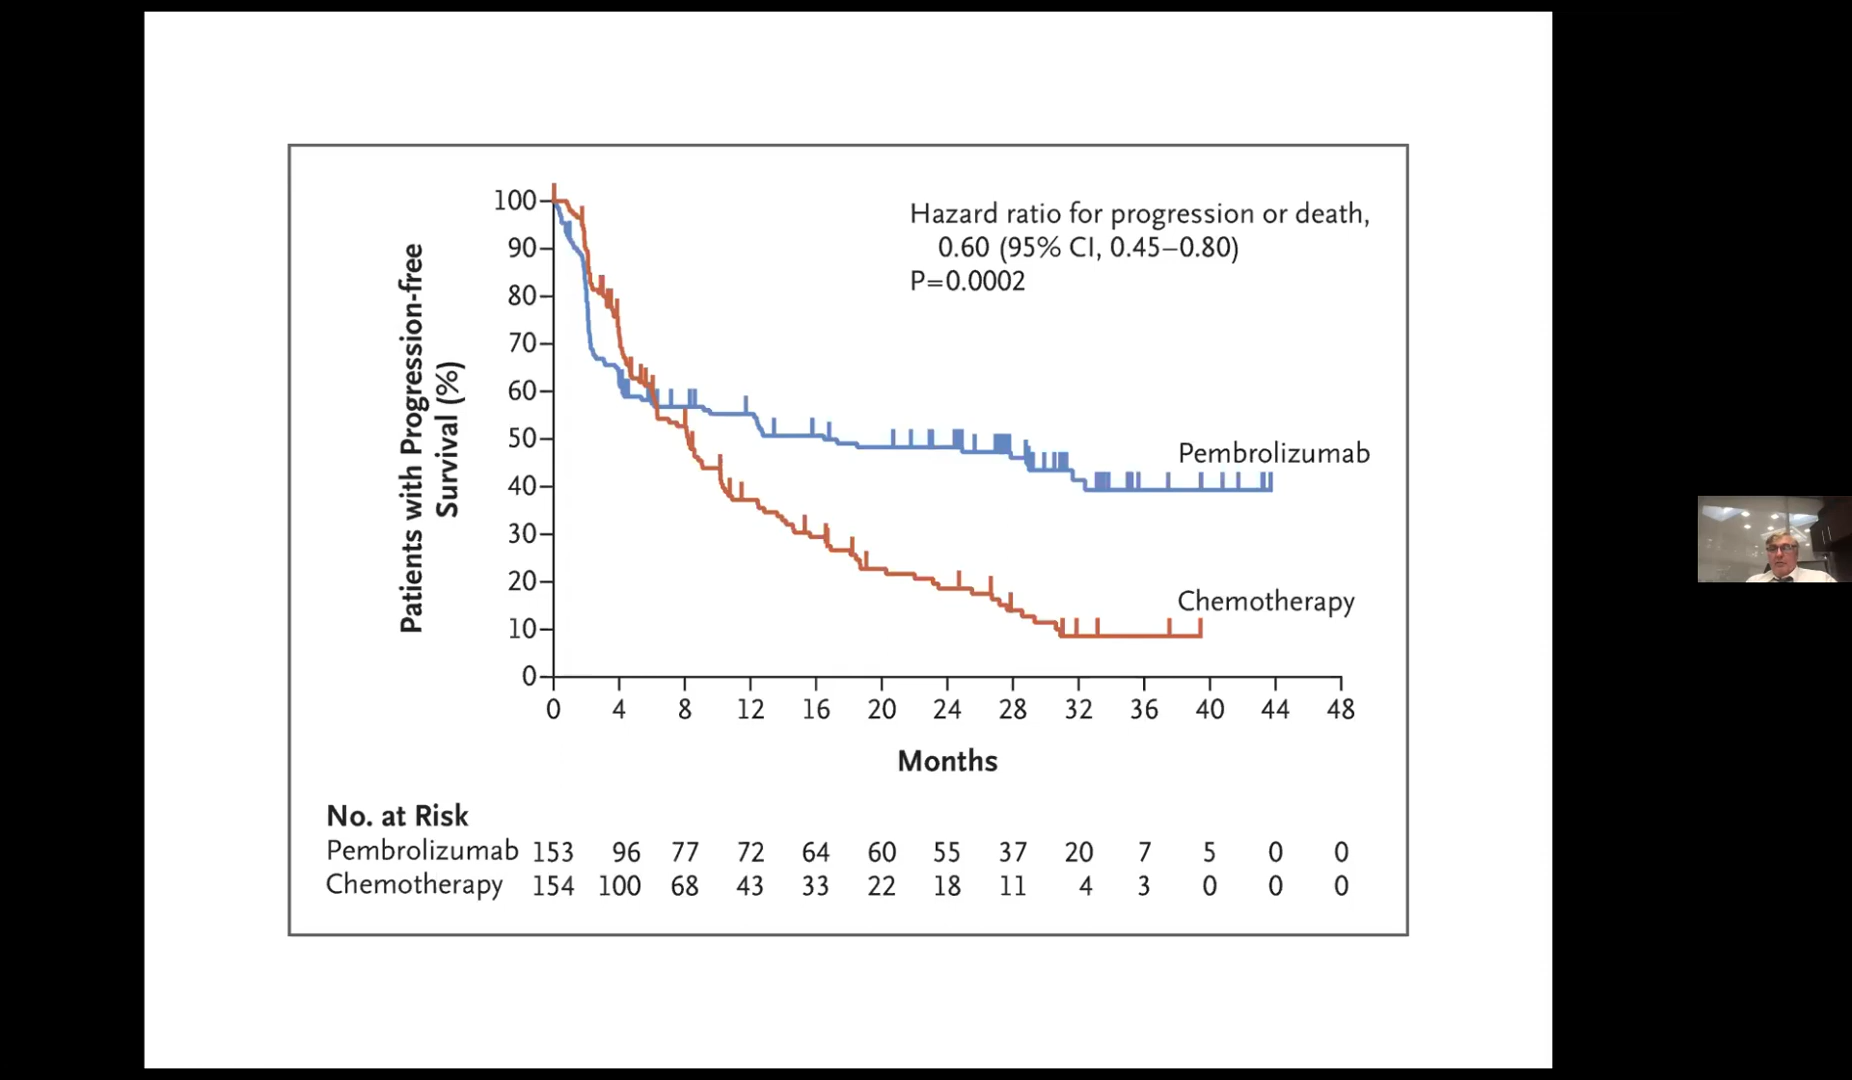 Hazard ratio for progression or death,
0.60 (95% CI, 0.45–0.80)
P=0.0002
Patients with Progression-free
Survival (%)
100
90
80
70
60
50
40
30
20
10
0
Pembrolizumab
Chemotherapy
0 4 8 12 16 20 24 28 32 36 40 44 48
Months
No. at Risk
Pembrolizumab 153 96 77 72 64 60 55 37 20 7 5 0 0
Chemotherapy 154 100 68 43 33 22 18 11 4 3 0 0 0